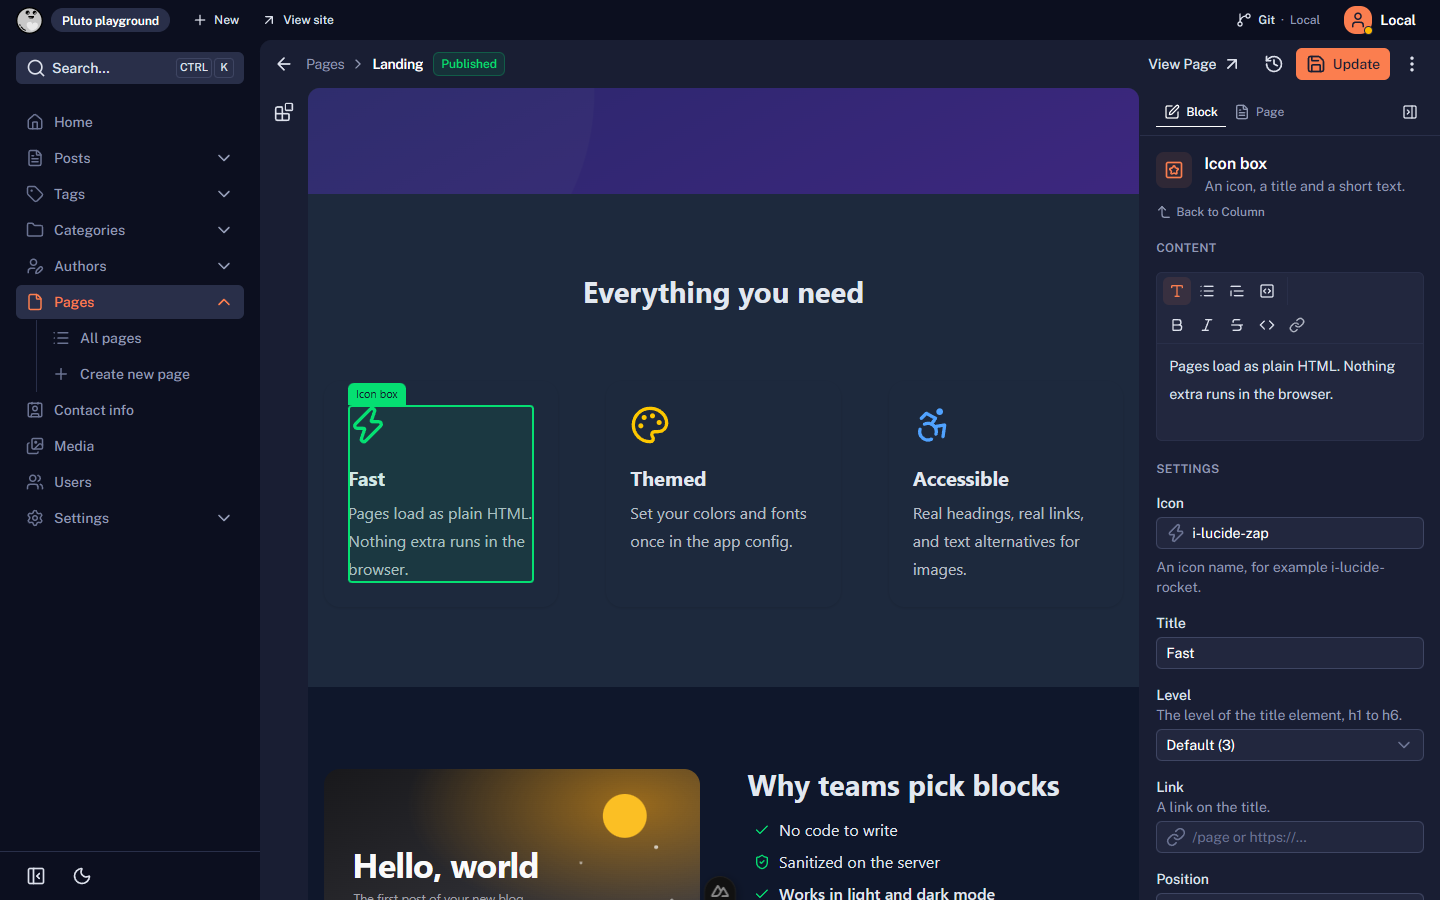 Pluto playground
New
View site
Git · Local
Local
Search...
CTRL K
Home
Posts
Tags
Categories
Authors
Pages
All pages
Create new page
Contact info
Media
Users
Settings
Pages
Landing
Published
View Page
Update
Everything you need
Icon box
Fast
Pages load as plain HTML.
Nothing extra runs in the
browser.
Themed
Set your colors and fonts
once in the app config.
Accessible
Real headings, real links,
and text alternatives for
images.
Hello, world
The first post of your new blog
Why teams pick blocks
No code to write
Sanitized on the server
Works in light and dark mode
Block
Page
Icon box
An icon, a title and a short text.
Back to Column
CONTENT
Pages load as plain HTML. Nothing
extra runs in the browser.
SETTINGS
Icon
i-lucide-zap
An icon name, for example i-lucide-
rocket.
Title
Fast
Level
The level of the title element, h1 to h6.
Default (3)
Link
A link on the title.
/page or https://...
Position